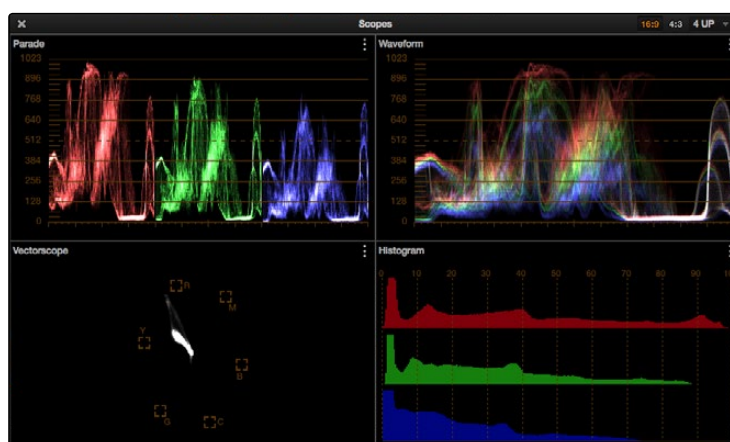 Scopes 16:9 4:3 4 UP
Parade
1023
896
768
640
512
384
256
128
0
Waveform
1023
896
768
640
512
384
256
128
0
Vectorscope
R
M
Y
B
G
C
Histogram
0 10 20 30 40 50 60 70 80 90